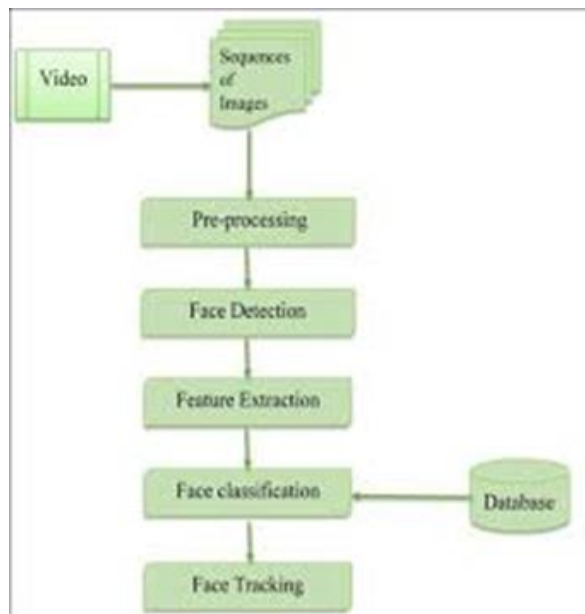 Video
Sequences
of
Images
Pre-processing
Face Detection
Feature Extraction
Face classification
Database
Face Tracking